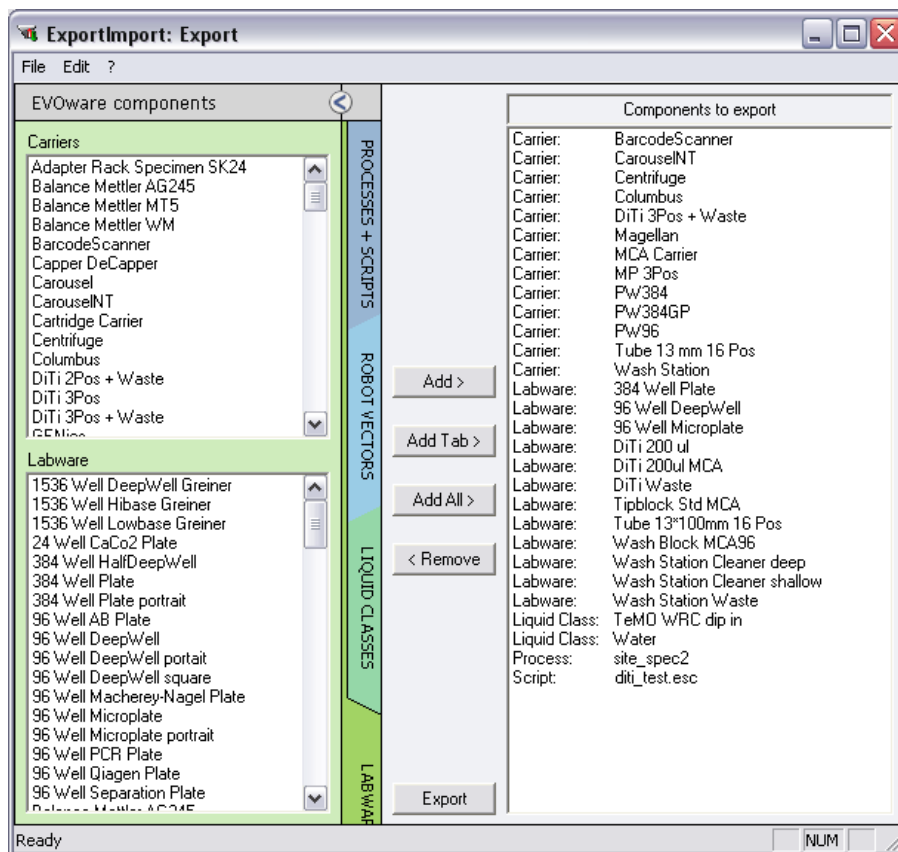 ExportImport: Export
File Edit ?
EVOware components
Carriers
Adapter Rack Specimen SK24
Balance Mettler AG245
Balance Mettler MT5
Balance Mettler WM
BarcodeScanner
Capper DeCapper
Carousel
CarouselNT
Cartridge Carrier
Centrifuge
Columbus
DiTi 2Pos + Waste
DiTi 3Pos
DiTi 3Pos + Waste
GENios
Labware
1536 Well DeepWell Greiner
1536 Well Hibase Greiner
1536 Well Lowbase Greiner
24 Well CaCo2 Plate
384 Well HalfDeepWell
384 Well Plate
384 Well Plate portrait
96 Well AB Plate
96 Well DeepWell
96 Well DeepWell portait
96 Well DeepWell square
96 Well Macherey-Nagel Plate
96 Well Microplate
96 Well Microplate portrait
96 Well PCR Plate
96 Well Qiagen Plate
96 Well Separation Plate
Balance Mettler AG245
PROCESSES + SCRIPTS
ROBOT VECTORS
LIQUID CLASSES
LABWAR
Add >
Add Tab >
Add All >
< Remove
Export
Components to export
Carrier: BarcodeScanner
Carrier: CarouselNT
Carrier: Centrifuge
Carrier: Columbus
Carrier: DiTi 3Pos + Waste
Carrier: Magellan
Carrier: MCA Carrier
Carrier: MP 3Pos
Carrier: PW384
Carrier: PW384GP
Carrier: PW96
Carrier: Tube 13 mm 16 Pos
Carrier: Wash Station
Labware: 384 Well Plate
Labware: 96 Well DeepWell
Labware: 96 Well Microplate
Labware: DiTi 200 ul
Labware: DiTi 200ul MCA
Labware: DiTi Waste
Labware: Tipblock Std MCA
Labware: Tube 13*100mm 16 Pos
Labware: Wash Block MCA96
Labware: Wash Station Cleaner deep
Labware: Wash Station Cleaner shallow
Labware: Wash Station Waste
Liquid Class: TeMO WRC dip in
Liquid Class: Water
Process: site_spec2
Script: diti_test.esc
Ready
NUM